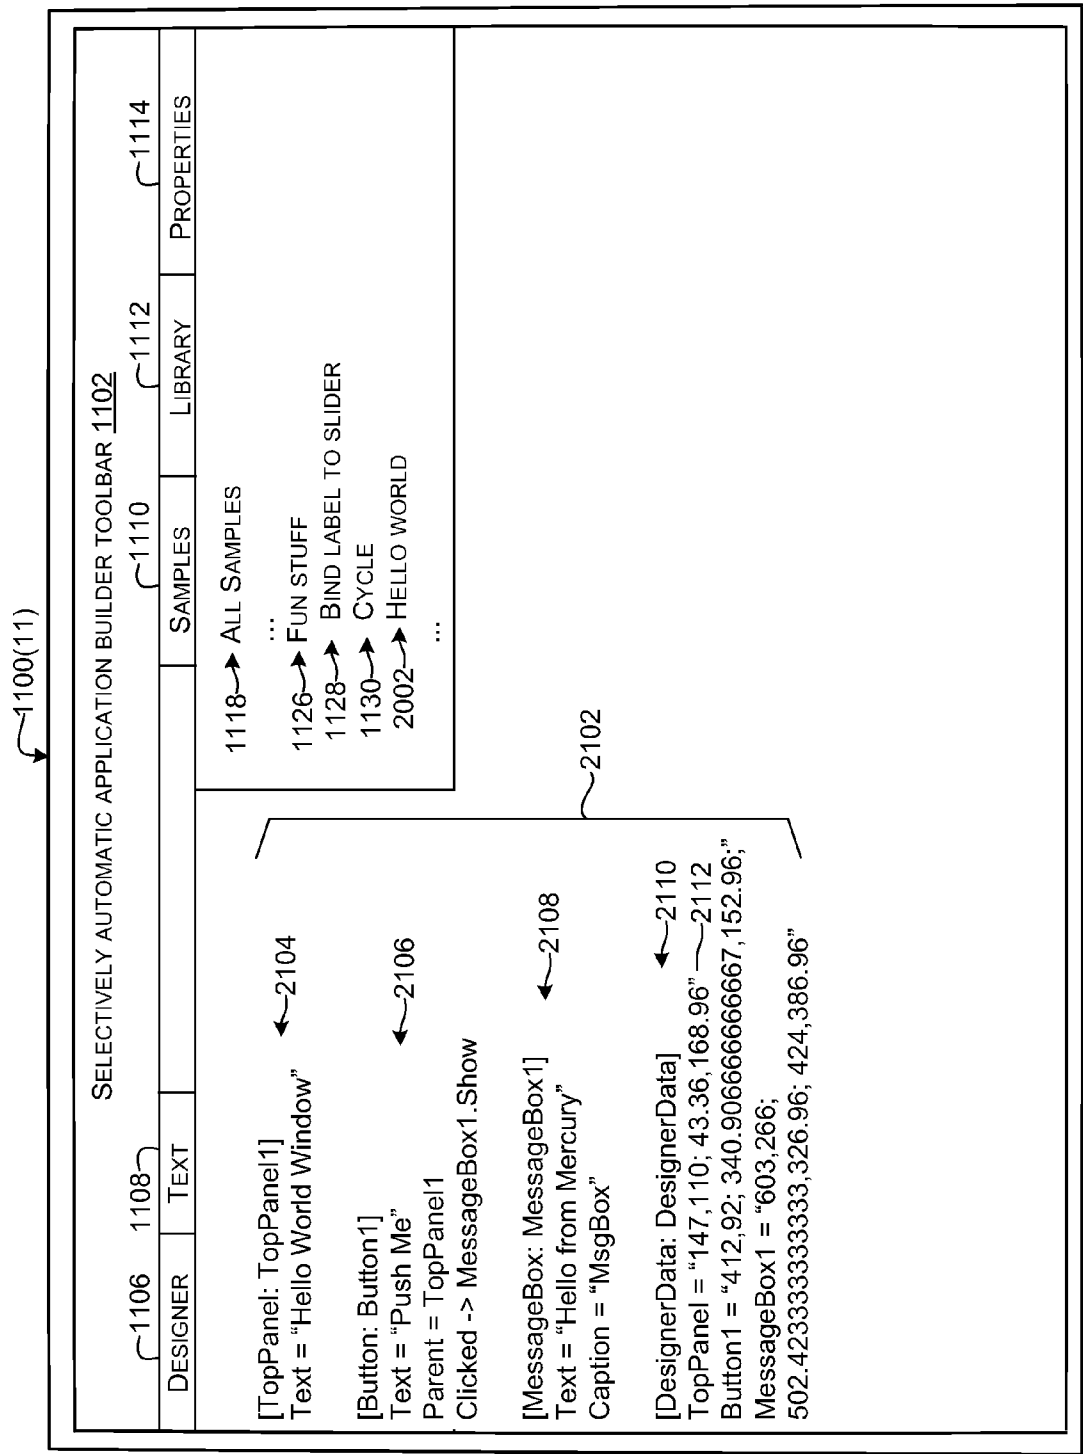 1100(11)
SELECTIVELY AUTOMATIC APPLICATION BUILDER TOOLBAR 1102
1106 1108 1110 1112 1114
DESIGNER TEXT SAMPLES LIBRARY PROPERTIES
1118 ALL SAMPLES
...
1126 FUN STUFF
1128 BIND LABEL TO SLIDER
1130 CYCLE
2002 HELLO WORLD
...
[TopPanel: TopPanel1]
Text = “Hello World Window” 2104
[Button: Button1]
Text = “Push Me” 2106
Parent = TopPanel1
Clicked -> MessageBox1.Show
2102
[MessageBox: MessageBox1]
Text = “Hello from Mercury” 2108
Caption = “MsgBox”
[DesignerData: DesignerData] 2110
TopPanel = “147,110; 43.36,168.96” 2112
Button1 = “412,92; 340.906666666667,152.96;”
MessageBox1 = “603,266;
502.423333333333,326.96; 424,386.96”